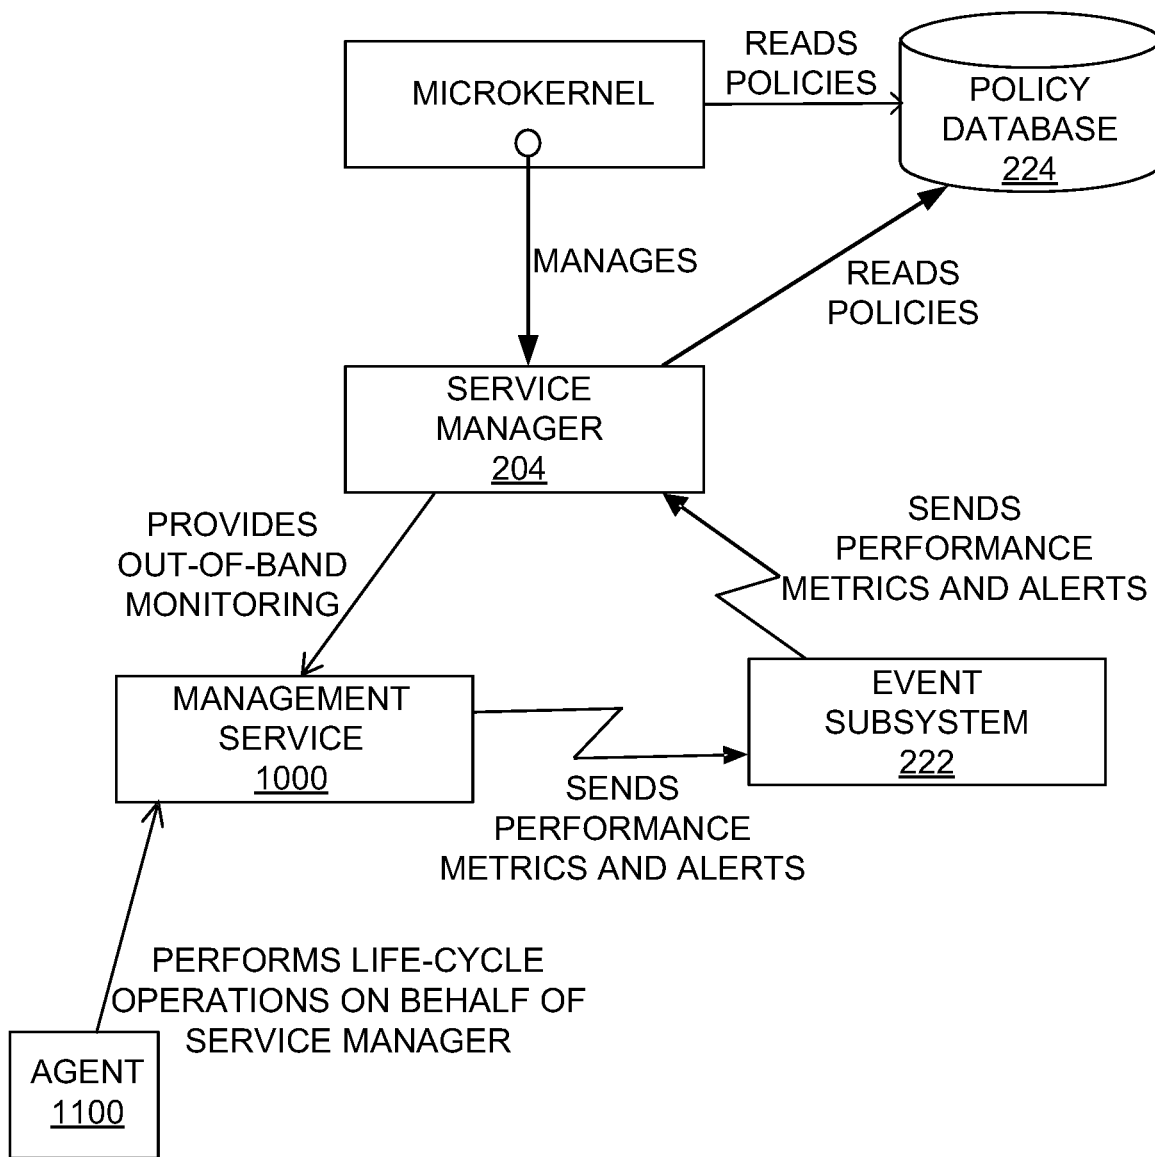 MICROKERNEL
READS
POLICIES
POLICY
DATABASE
224
MANAGES
READS
POLICIES
SERVICE
MANAGER
204
PROVIDES
OUT-OF-BAND
MONITORING
SENDS
PERFORMANCE
METRICS AND ALERTS
MANAGEMENT
SERVICE
1000
EVENT
SUBSYSTEM
222
SENDS
PERFORMANCE
METRICS AND ALERTS
PERFORMS LIFE-CYCLE
OPERATIONS ON BEHALF OF
SERVICE MANAGER
AGENT
1100